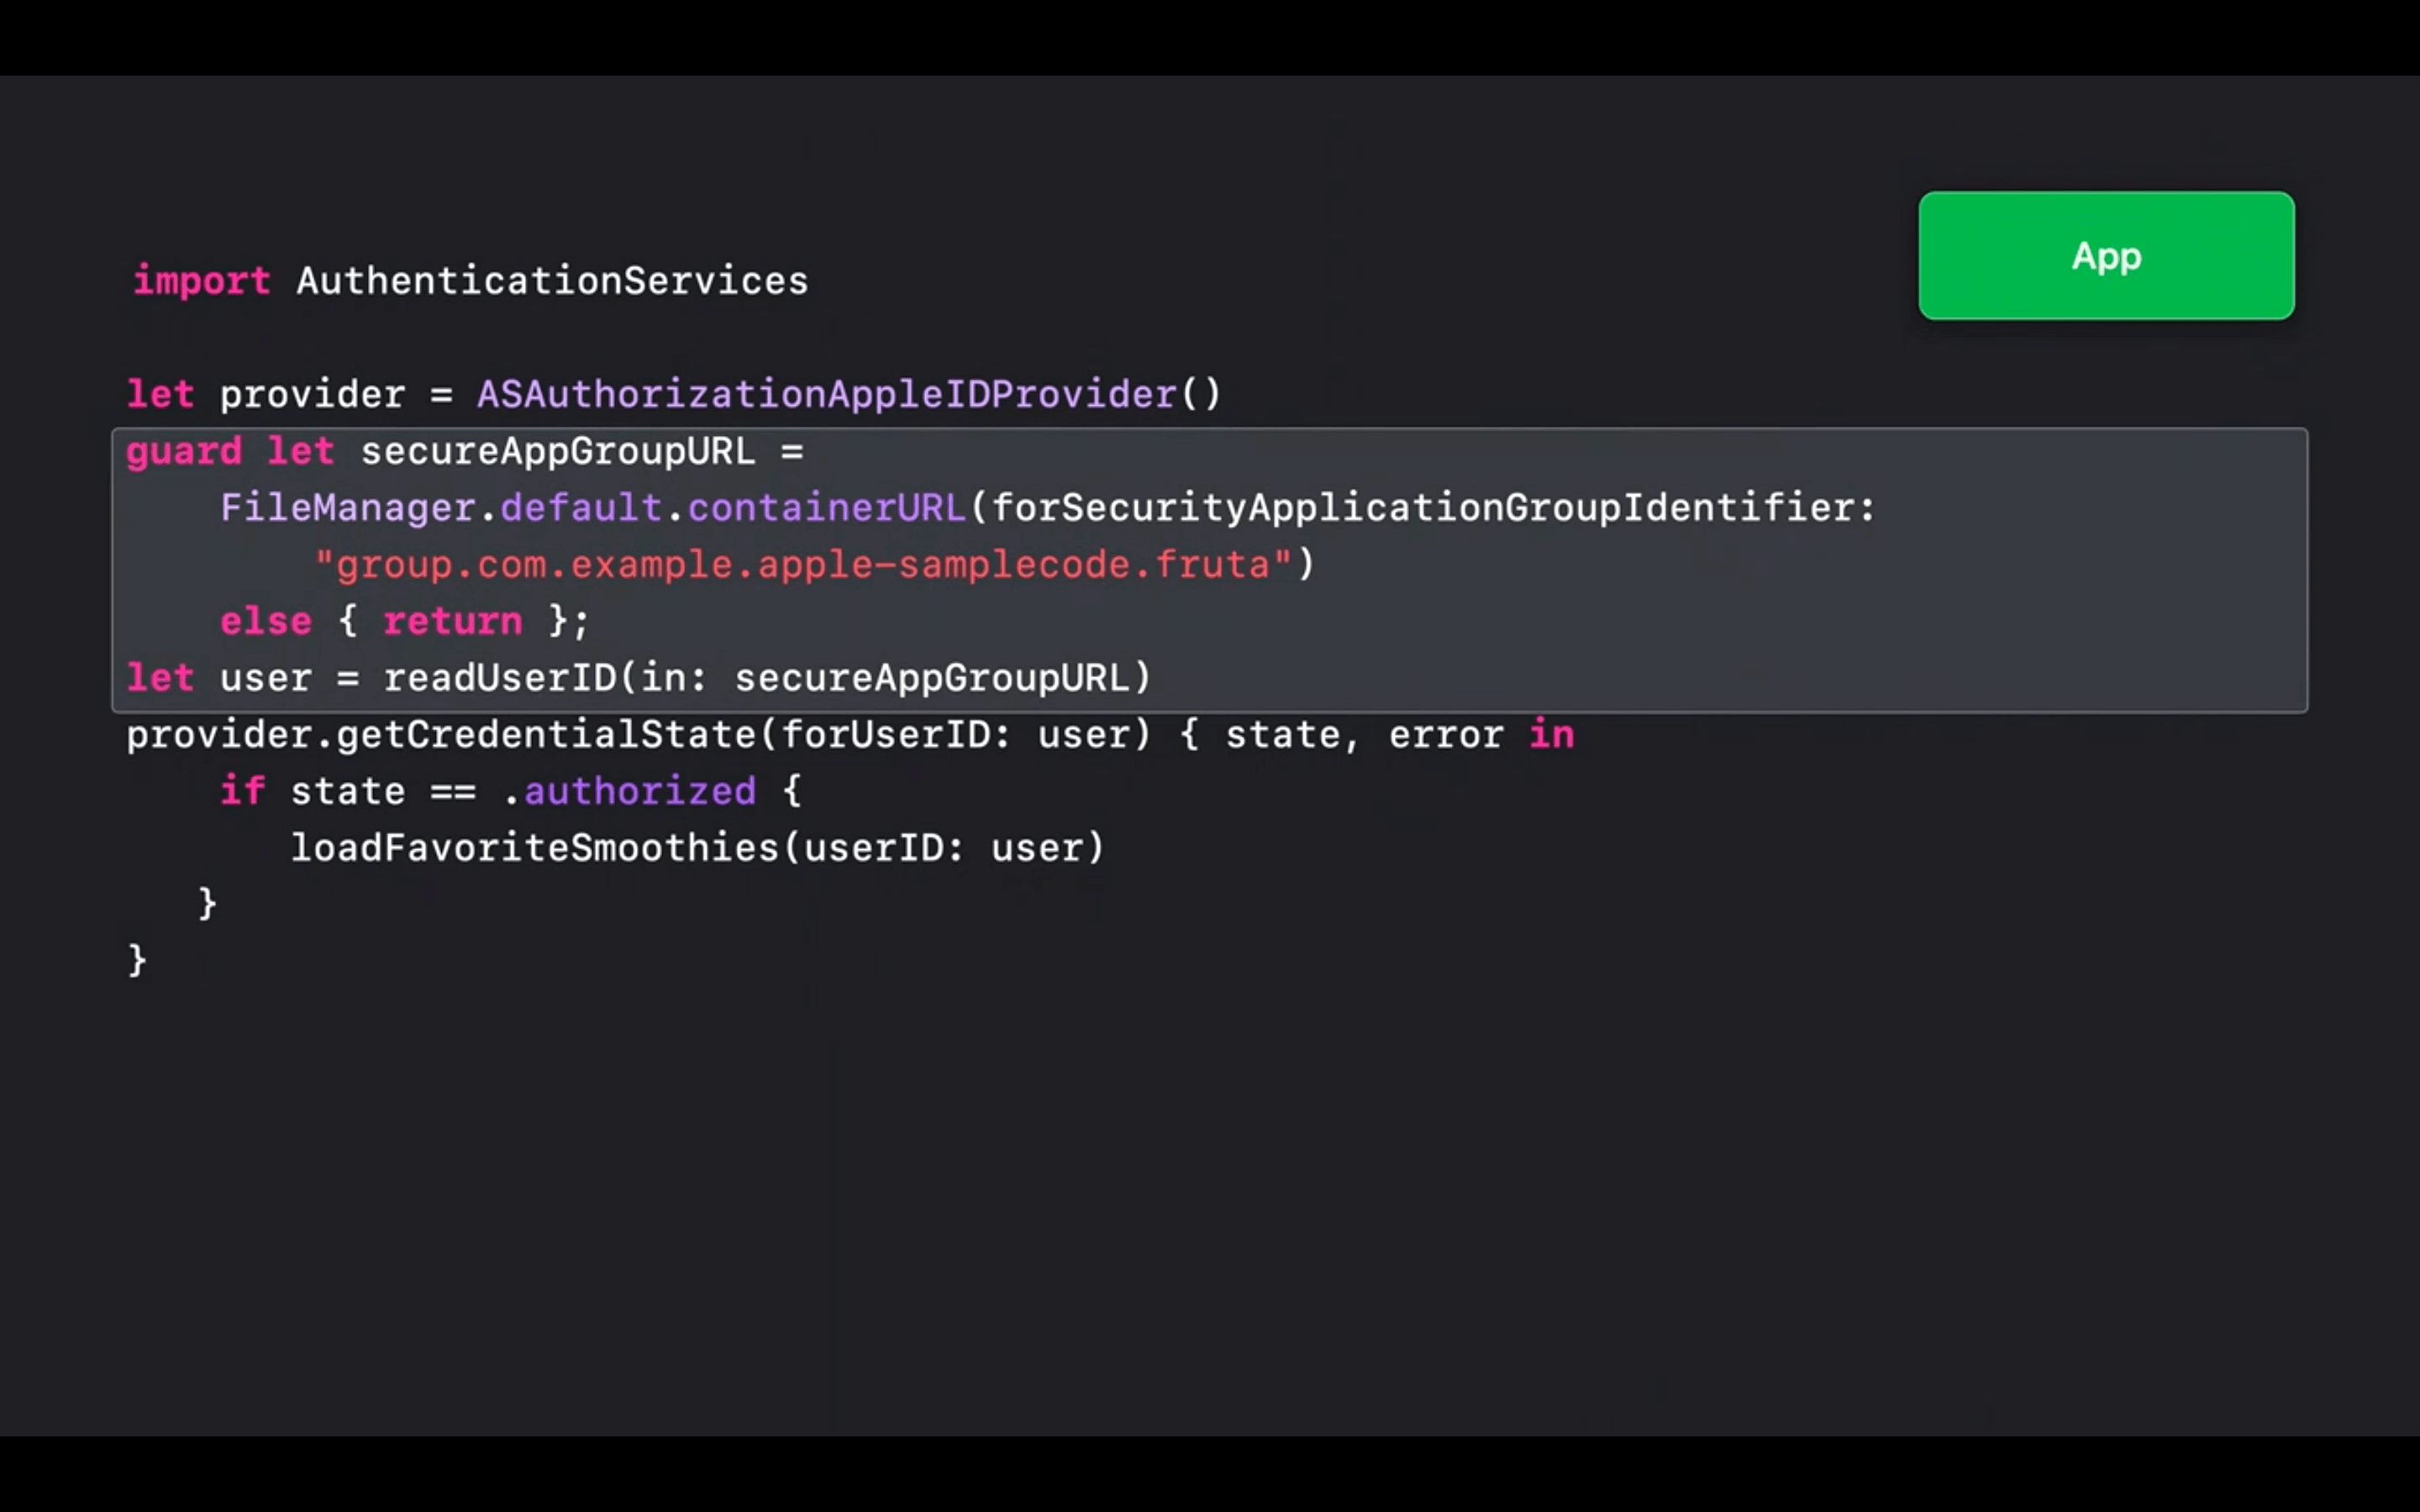 App
import AuthenticationServices
let provider = ASAuthorizationAppleIDProvider()
guard let secureAppGroupURL =
    FileManager.default.containerURL(forSecurityApplicationGroupIdentifier:
        "group.com.example.apple-samplecode.fruta")
    else { return };
let user = readUserID(in: secureAppGroupURL)
provider.getCredentialState(forUserID: user) { state, error in
    if state == .authorized {
       loadFavoriteSmoothies(userID: user)
   }
}